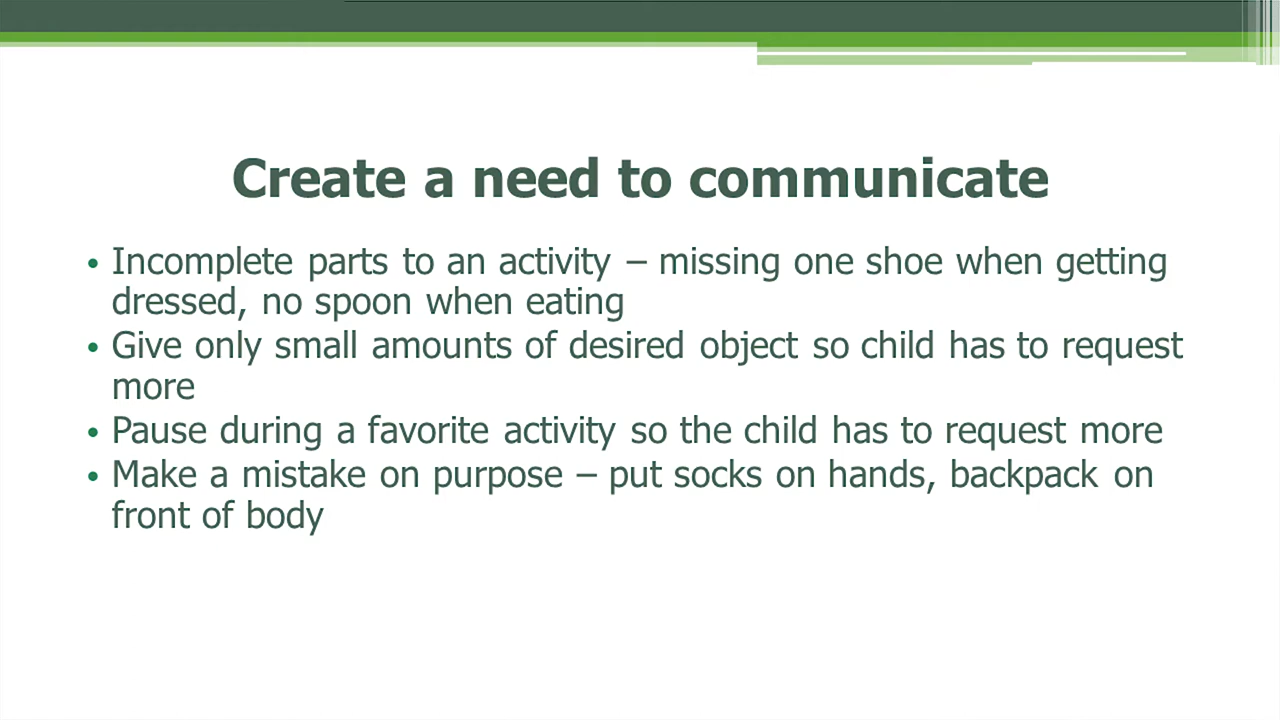 Create a need to communicate
• Incomplete parts to an activity – missing one shoe when getting
dressed, no spoon when eating
• Give only small amounts of desired object so child has to request
more
• Pause during a favorite activity so the child has to request more
• Make a mistake on purpose – put socks on hands, backpack on
front of body